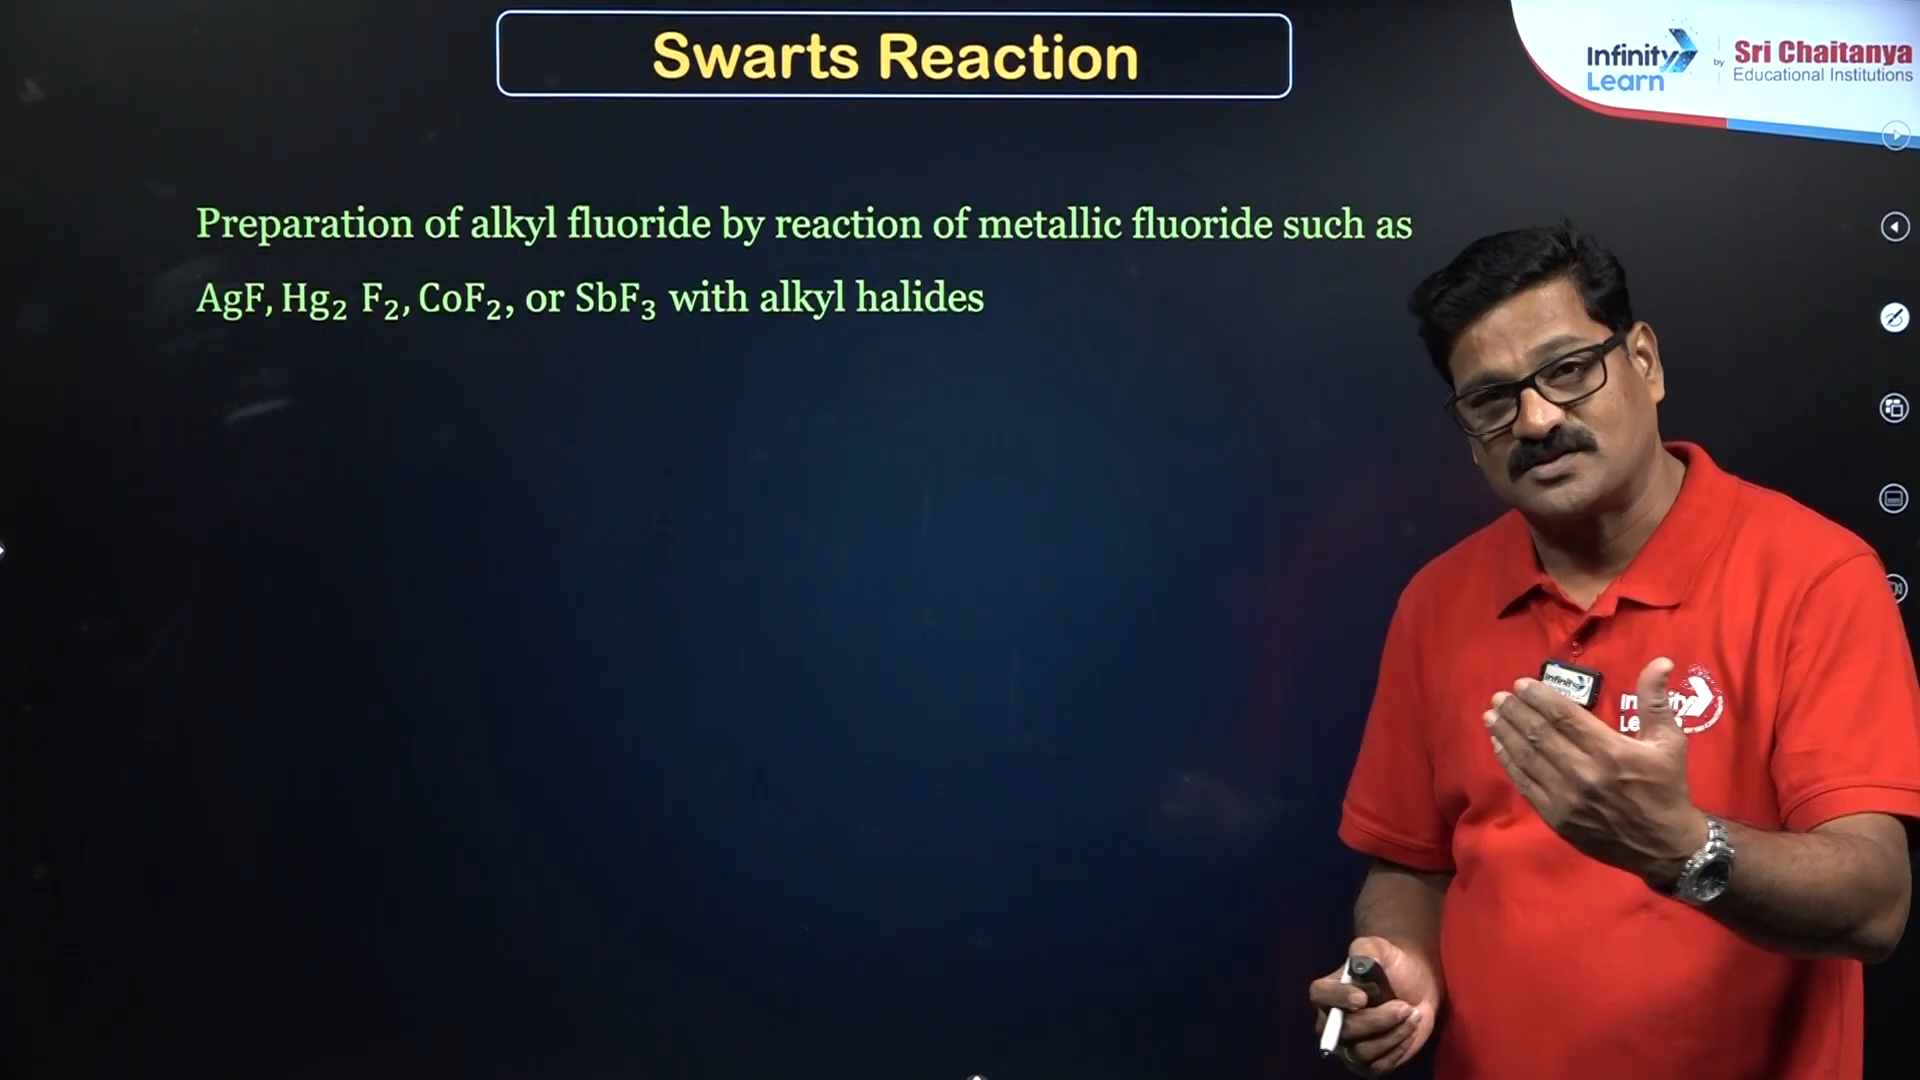 Swarts Reaction
Infinity Learn
by
Sri Chaitanya
Educational Institutions
Preparation of alkyl fluoride by reaction of metallic fluoride such as
AgF, Hg₂ F₂, CoF₂, or SbF₃ with alkyl halides